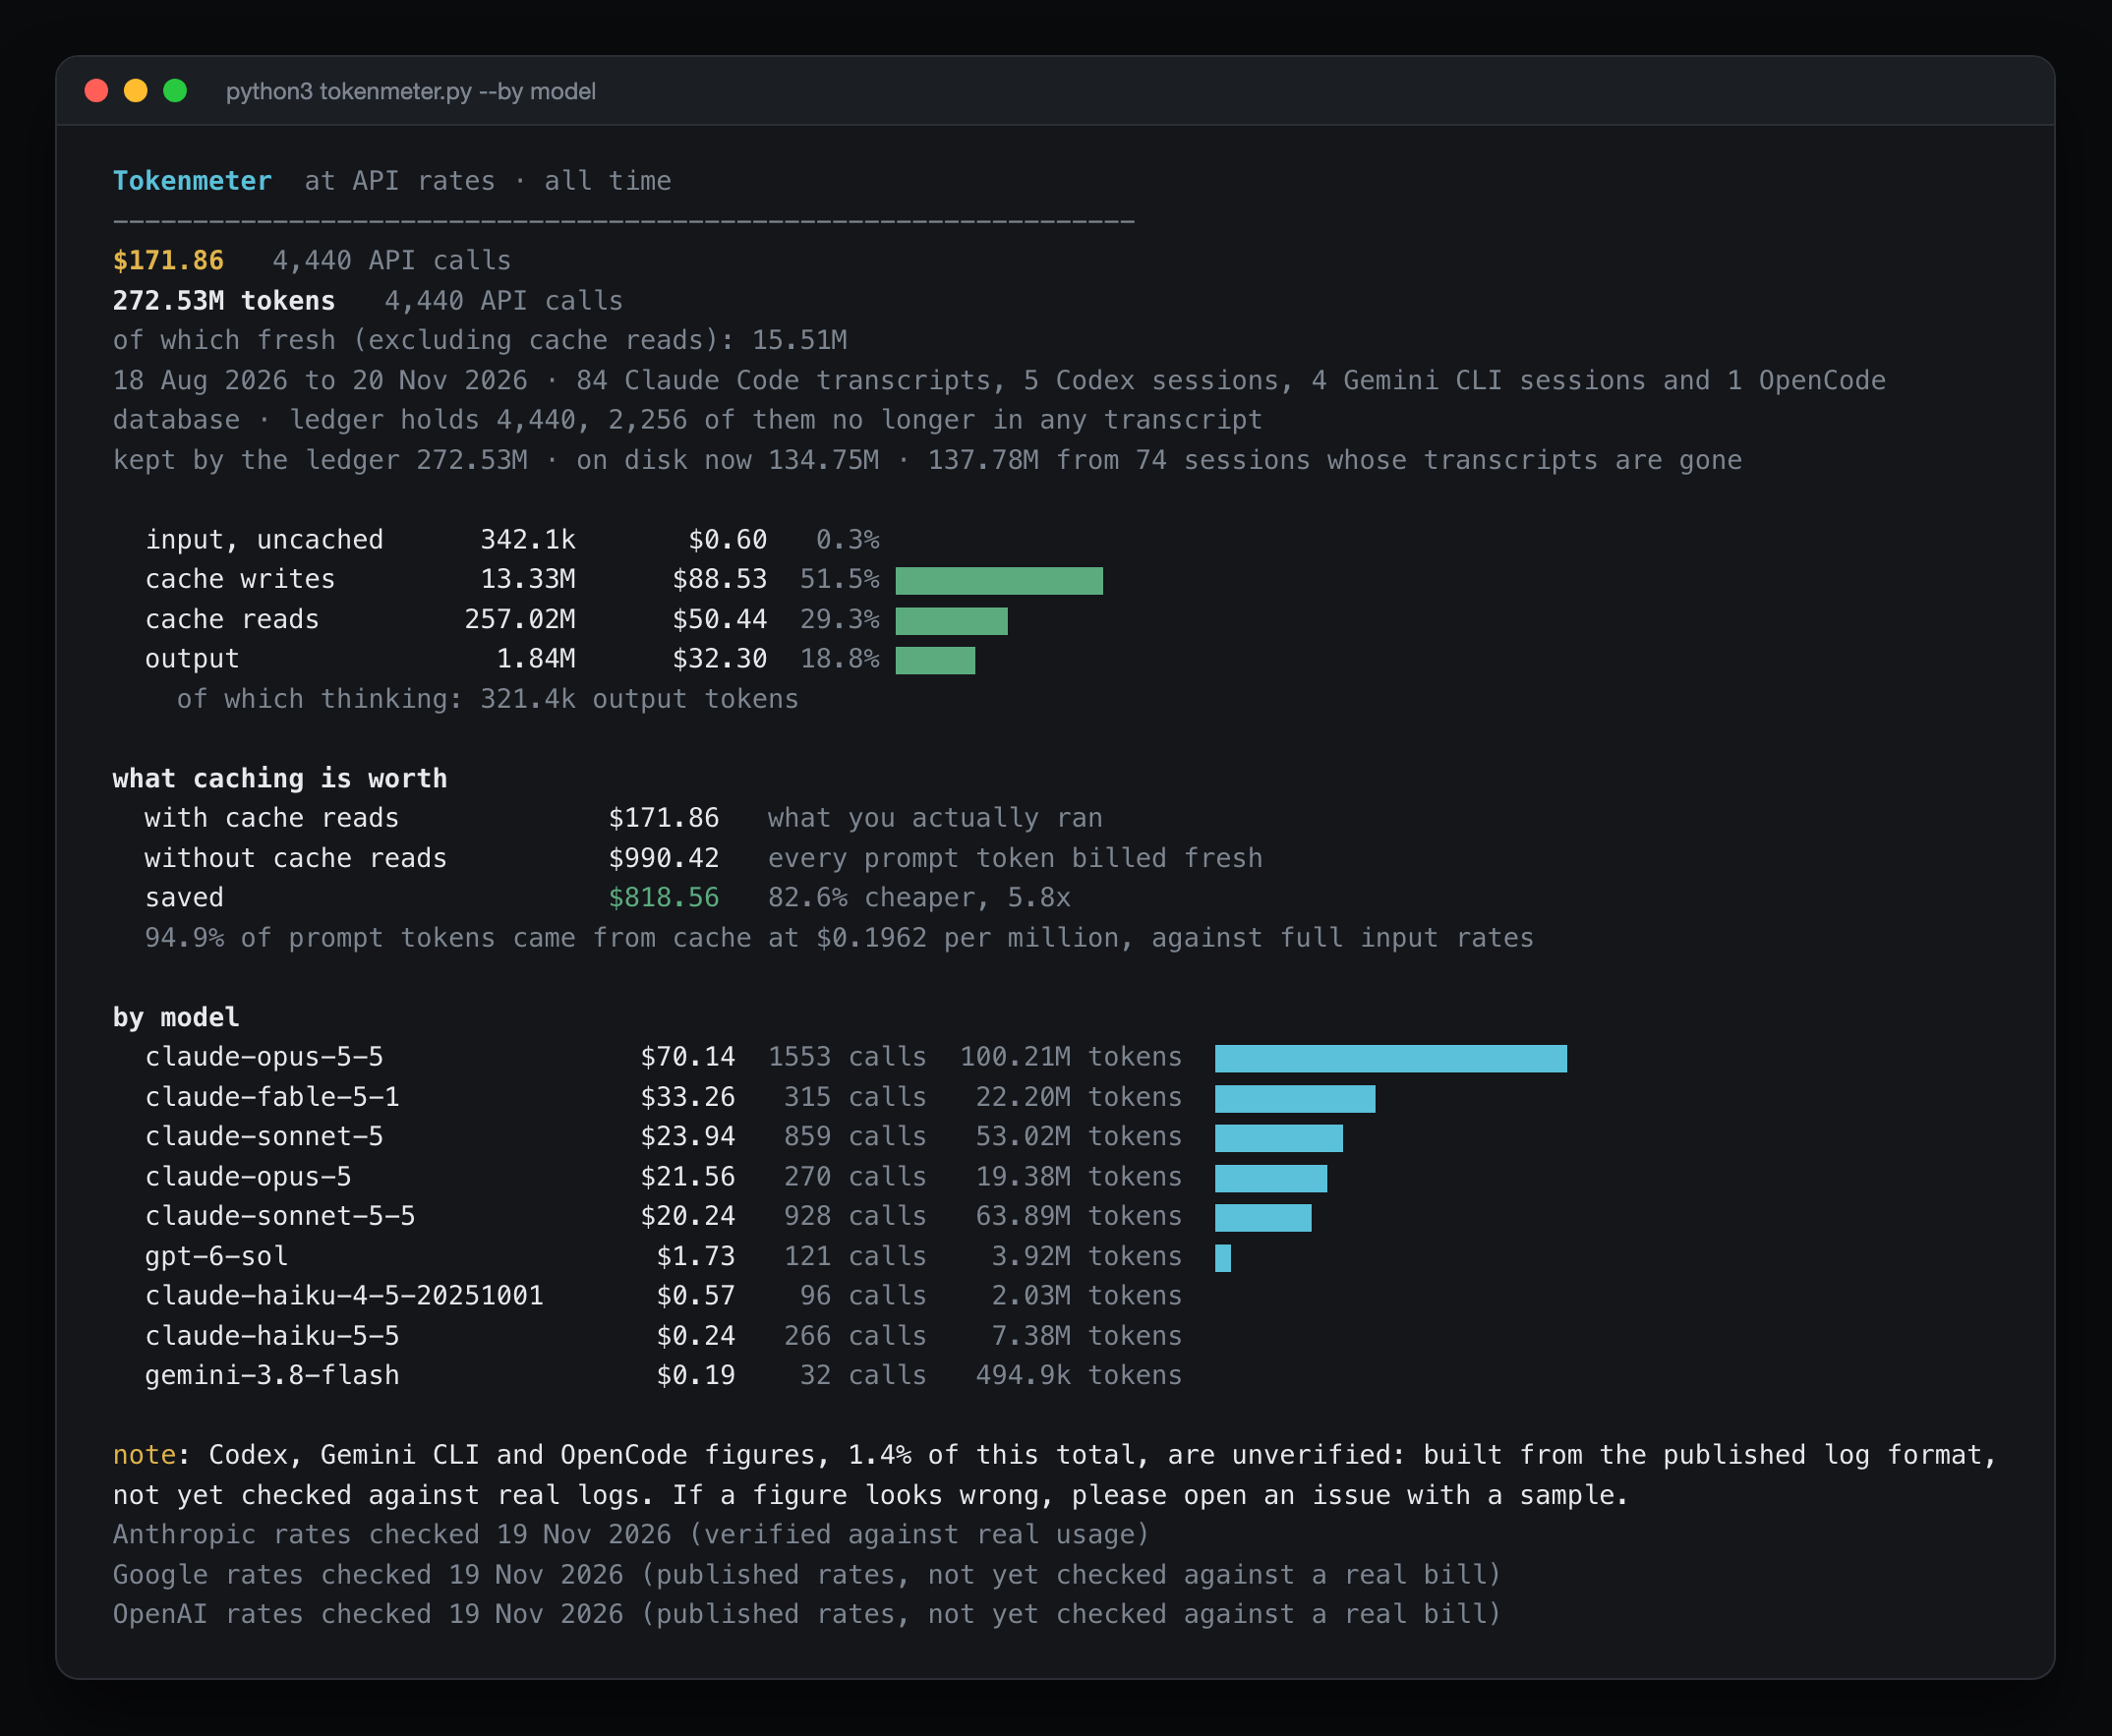 python3 tokenmeter.py --by model
Tokenmeter  at API rates · all time
────────────────────────────────────────────────────────────────
$171.86   4,440 API calls
272.53M tokens   4,440 API calls
of which fresh (excluding cache reads): 15.51M
18 Aug 2026 to 20 Nov 2026 · 84 Claude Code transcripts, 5 Codex sessions, 4 Gemini CLI sessions and 1 OpenCode
database · ledger holds 4,440, 2,256 of them no longer in any transcript
kept by the ledger 272.53M · on disk now 134.75M · 137.78M from 74 sessions whose transcripts are gone
input, uncached      342.1k       $0.60   0.3%
cache writes         13.33M      $88.53  51.5%
cache reads         257.02M      $50.44  29.3%
output                1.84M      $32.30  18.8%
of which thinking: 321.4k output tokens
what caching is worth
with cache reads             $171.86   what you actually ran
without cache reads          $990.42   every prompt token billed fresh
saved                        $818.56   82.6% cheaper, 5.8x
94.9% of prompt tokens came from cache at $0.1962 per million, against full input rates
by model
claude-opus-5-5                $70.14  1553 calls  100.21M tokens
claude-fable-5-1               $33.26   315 calls   22.20M tokens
claude-sonnet-5                $23.94   859 calls   53.02M tokens
claude-opus-5                  $21.56   270 calls   19.38M tokens
claude-sonnet-5-5              $20.24   928 calls   63.89M tokens
gpt-6-sol                       $1.73   121 calls    3.92M tokens
claude-haiku-4-5-20251001       $0.57    96 calls    2.03M tokens
claude-haiku-5-5                $0.24   266 calls    7.38M tokens
gemini-3.8-flash                $0.19    32 calls   494.9k tokens
note: Codex, Gemini CLI and OpenCode figures, 1.4% of this total, are unverified: built from the published log format,
not yet checked against real logs. If a figure looks wrong, please open an issue with a sample.
Anthropic rates checked 19 Nov 2026 (verified against real usage)
Google rates checked 19 Nov 2026 (published rates, not yet checked against a real bill)
OpenAI rates checked 19 Nov 2026 (published rates, not yet checked against a real bill)